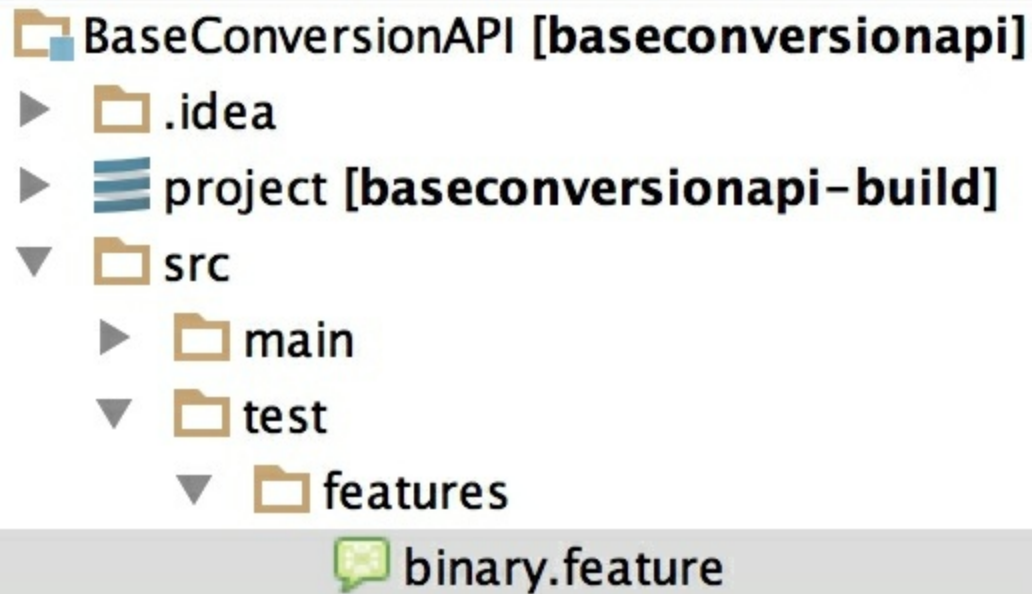 BaseConversionAPI [baseconversionapi]
.idea
project [baseconversionapi-build]
src
main
test
features
binary.feature